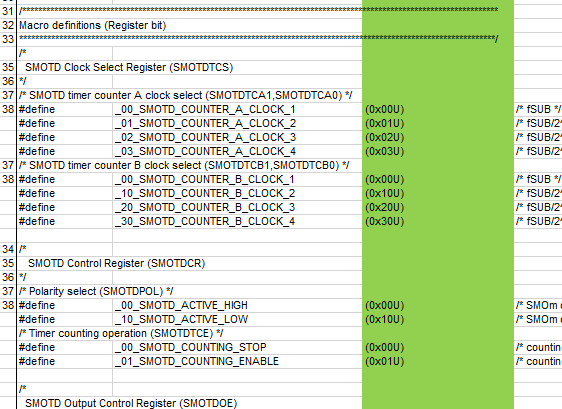 31 /***********************************************************************************************************************
32 Macro definitions (Register bit)
33 ***********************************************************************************************************************/
/*
35 SMOTD Clock Select Register (SMOTDTCS)
36 */
37 /* SMOTD timer counter A clock select (SMOTDTCA1,SMOTDTCA0) */
38 #define _00_SMOTD_COUNTER_A_CLOCK_1 (0x00U) /* fSUB */
#define _01_SMOTD_COUNTER_A_CLOCK_2 (0x01U) /* fSUB/2^
#define _02_SMOTD_COUNTER_A_CLOCK_3 (0x02U) /* fSUB/2^
#define _03_SMOTD_COUNTER_A_CLOCK_4 (0x03U) /* fSUB/2^
37 /* SMOTD timer counter B clock select (SMOTDTCB1,SMOTDTCB0) */
38 #define _00_SMOTD_COUNTER_B_CLOCK_1 (0x00U) /* fSUB */
#define _10_SMOTD_COUNTER_B_CLOCK_2 (0x10U) /* fSUB/2^
#define _20_SMOTD_COUNTER_B_CLOCK_3 (0x20U) /* fSUB/2^
#define _30_SMOTD_COUNTER_B_CLOCK_4 (0x30U) /* fSUB/2^
34 /*
35 SMOTD Control Register (SMOTDCR)
36 */
37 /* Polarity select (SMOTDPOL) */
38 #define _00_SMOTD_ACTIVE_HIGH (0x00U) /* SMOm
#define _10_SMOTD_ACTIVE_LOW (0x10U) /* SMOm
/* Timer counting operation (SMOTDTCE) */
#define _00_SMOTD_COUNTING_STOP (0x00U) /* countin
#define _01_SMOTD_COUNTING_ENABLE (0x01U) /* countin
/*
SMOTD Output Control Register (SMOTDOE)